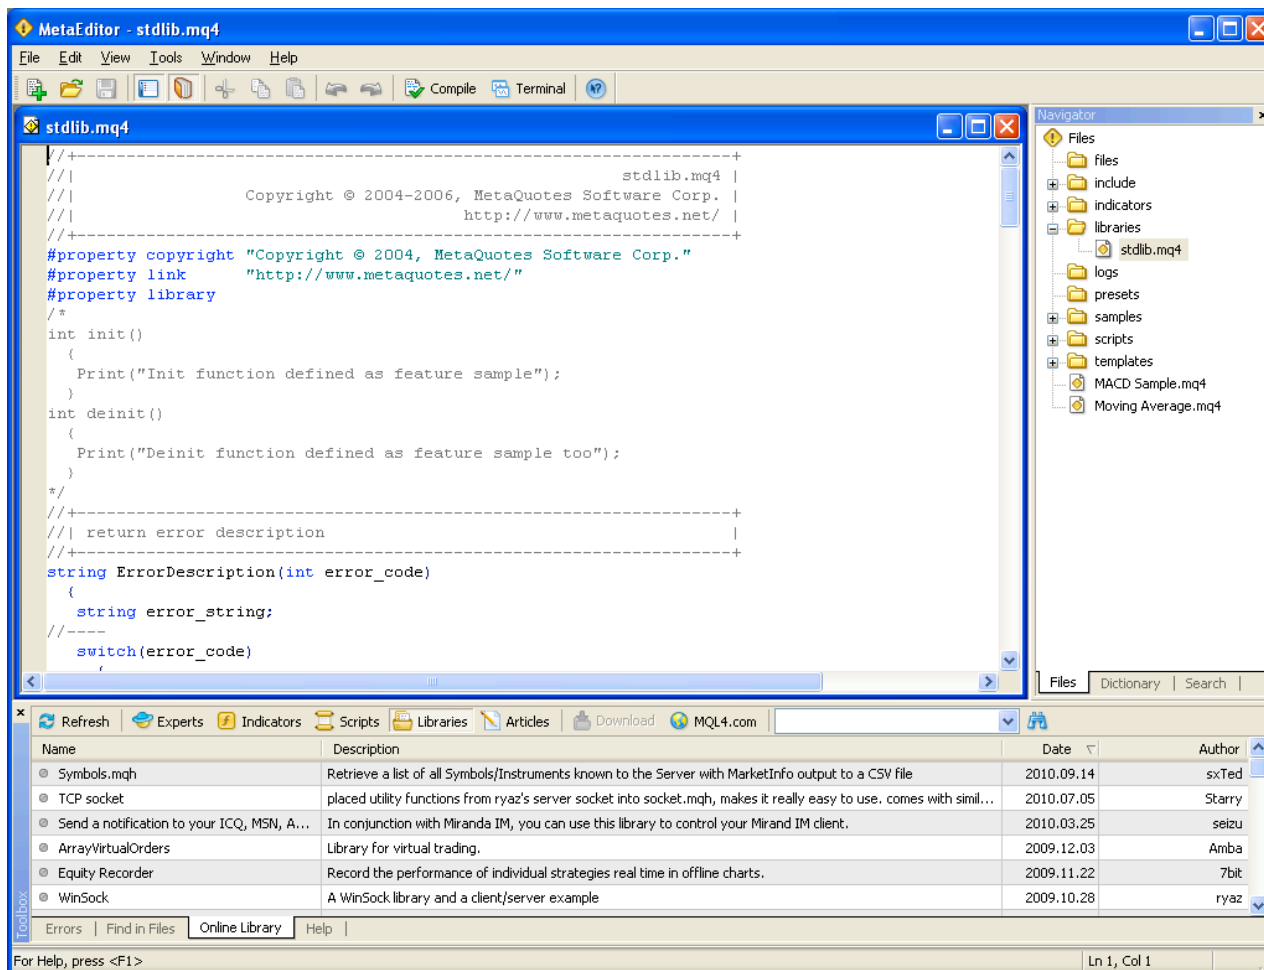 MetaEditor - stdlib.mq4
File Edit View Tools Window Help
Compile Terminal
stdlib.mq4
//+-------------------------------------------------------------------+
//| stdlib.mq4 |
//| Copyright © 2004-2006, MetaQuotes Software Corp. |
//| http://www.metaquotes.net/ |
//+-------------------------------------------------------------------+
#property copyright "Copyright © 2004, MetaQuotes Software Corp."
#property link "http://www.metaquotes.net/"
#property library
/*
int init()
{
Print("Init function defined as feature sample");
}
int deinit()
{
Print("Deinit function defined as feature sample too");
}
*/
//+-------------------------------------------------------------------+
//| return error description |
//+-------------------------------------------------------------------+
string ErrorDescription(int error_code)
{
string error_string;
//----
switch(error_code)
Navigator
Files
files
include
indicators
libraries
stdlib.mq4
logs
presets
samples
scripts
templates
MACD Sample.mq4
Moving Average.mq4
Files Dictionary | Search |
Refresh Experts Indicators Scripts Libraries Articles Download MQL4.com
Name Description Date Author
Symbols.mqh Retrieve a list of all Symbols/Instruments known to the Server with MarketInfo output to a CSV file 2010.09.14 sxTed
TCP socket placed utility functions from ryaz's server socket into socket.mqh, makes it really easy to use. comes with simil... 2010.07.05 Starry
Send a notification to your ICQ, MSN, A... In conjunction with Miranda IM, you can use this library to control your Mirand IM client. 2010.03.25 seizu
ArrayVirtualOrders Library for virtual trading. 2009.12.03 Amba
Equity Recorder Record the performance of individual strategies real time in offline charts. 2009.11.22 7bit
WinSock A WinSock library and a client/server example 2009.10.28 ryaz
Toolbox
Errors | Find in Files Online Library Help |
For Help, press <F1> Ln 1, Col 1